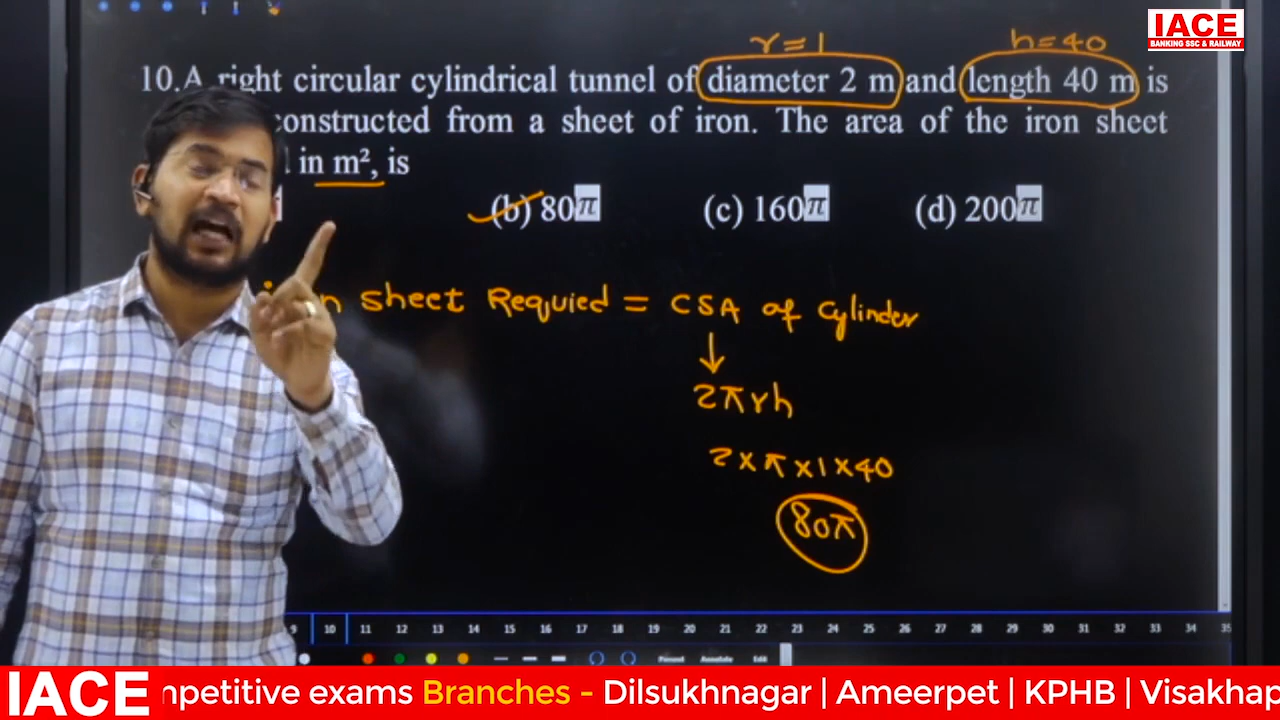 IACE
BANKING SSC & RAILWAY
r=1
h=40
10.A right circular cylindrical tunnel of diameter 2 m and length 40 m is
constructed from a sheet of iron. The area of the iron sheet
in m², is
(b) 80π (c) 160π (d) 200π
sheet Requied = CSA of Cylinder
↓
2πrh
2×π×1×40
80π
9 10 11 12 13 14 15 16 17 18 19 20 21 22 23 24 25 26 27 28 29 30 31 32 33 34 35
Annotate Edit
IACE mpetitive exams Branches - Dilsukhnagar | Ameerpet | KPHB | Visakhap